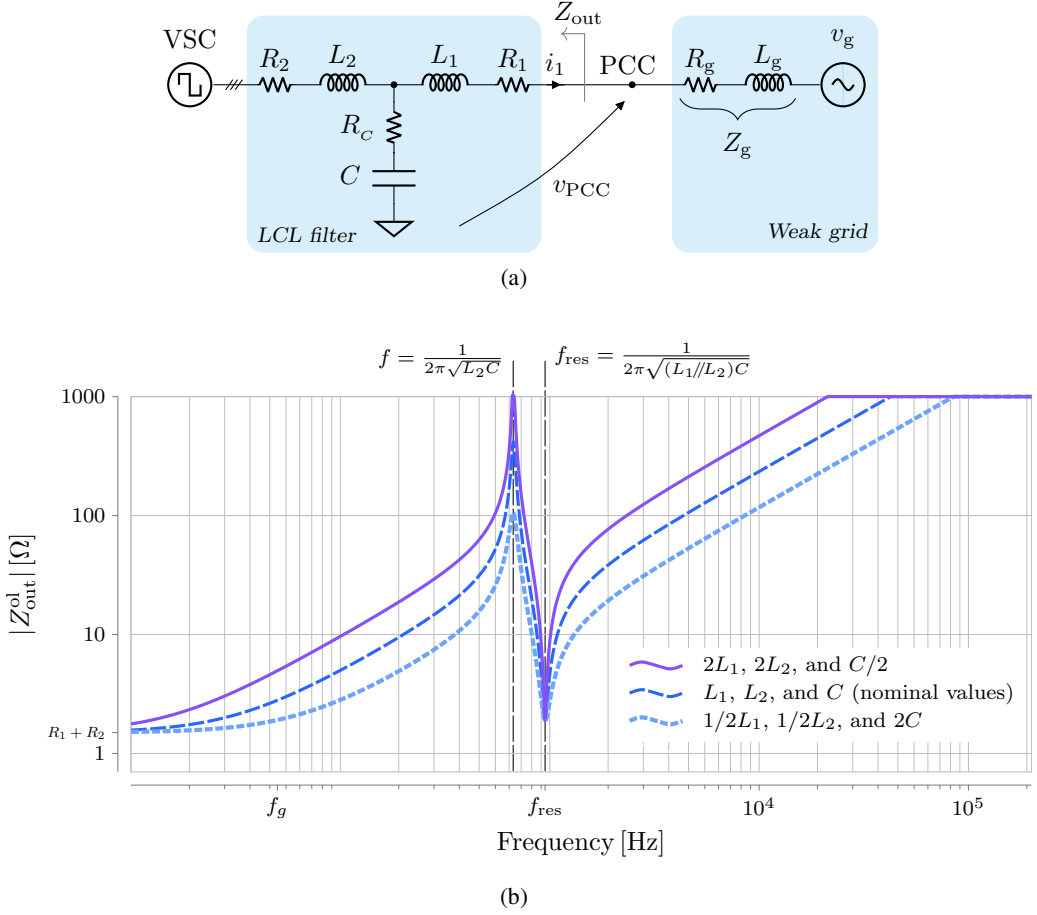 Z_out
VSC
v_g
R_2 L_2 L_1 R_1 i_1 PCC R_g L_g
R_C
Z_g
C
v_PCC
LCL filter
Weak grid
(a)
f = 1/(2π√(L_2C))
f_res = 1/(2π√((L_1//L_2)C))
1000
100
10
R_1 + R_2
1
|Z_out^ol| [Ω]
2L_1, 2L_2, and C/2
L_1, L_2, and C (nominal values)
1/2L_1, 1/2L_2, and 2C
f_g f_res 10^4 10^5
Frequency [Hz]
(b)